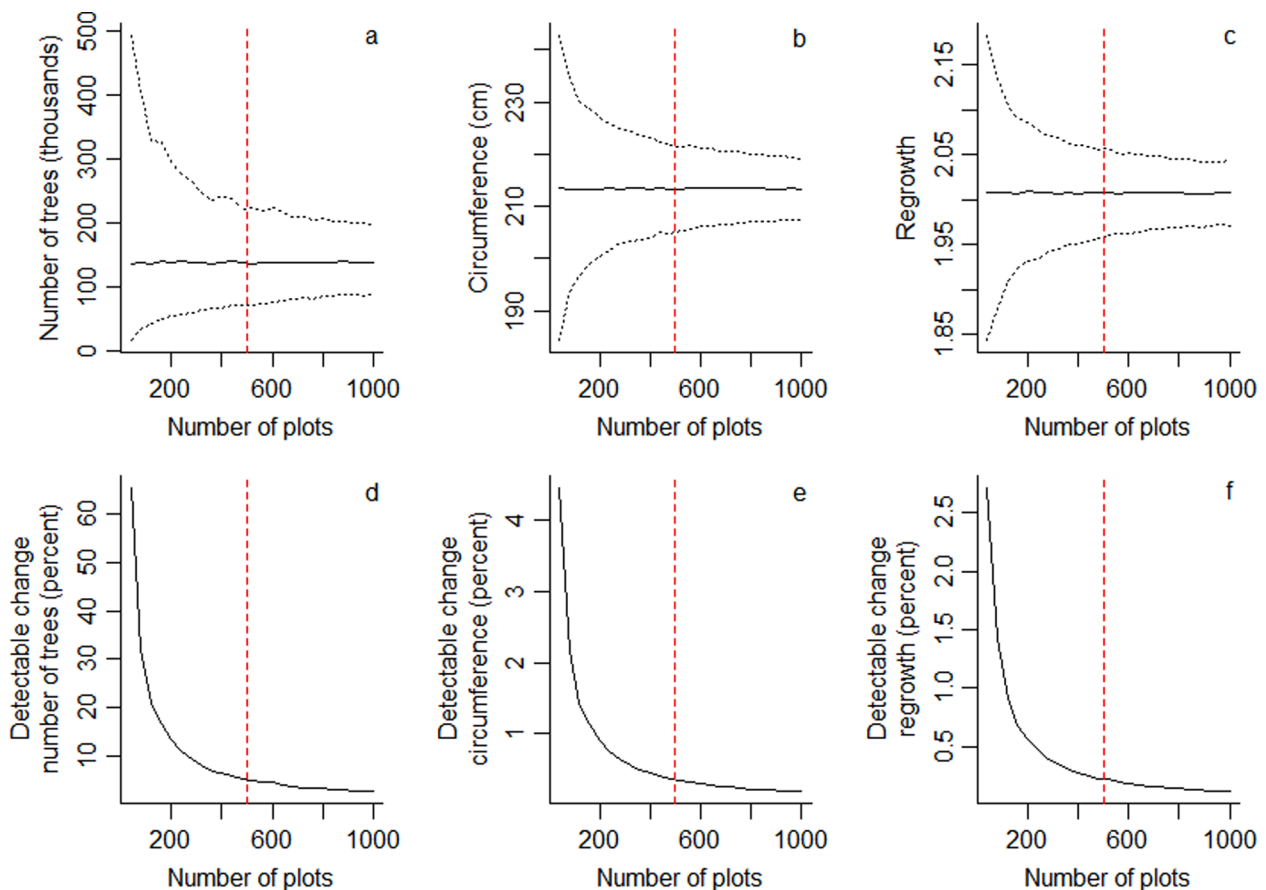 a
Number of trees (thousands)
0 100 200 300 400 500
200 600 1000
Number of plots
b
Circumference (cm)
190 210 230
200 600 1000
Number of plots
c
Regrowth
1.85 1.95 2.05 2.15
200 600 1000
Number of plots
d
Detectable change
number of trees (percent)
10 20 30 40 50 60
200 600 1000
Number of plots
e
Detectable change
circumference (percent)
1 2 3 4
200 600 1000
Number of plots
f
Detectable change
regrowth (percent)
0.5 1.0 1.5 2.0 2.5
200 600 1000
Number of plots